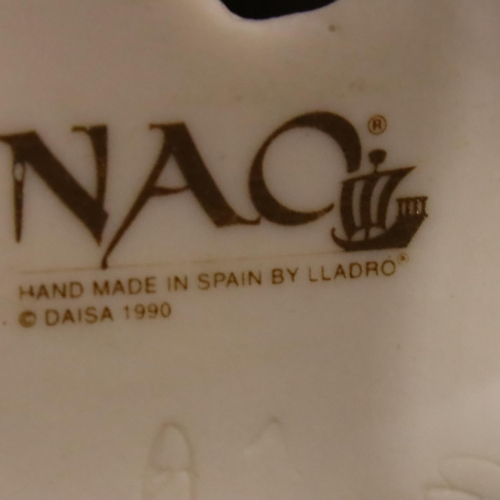 NAO®
HAND MADE IN SPAIN BY LLADRO®
© DAISA 1990